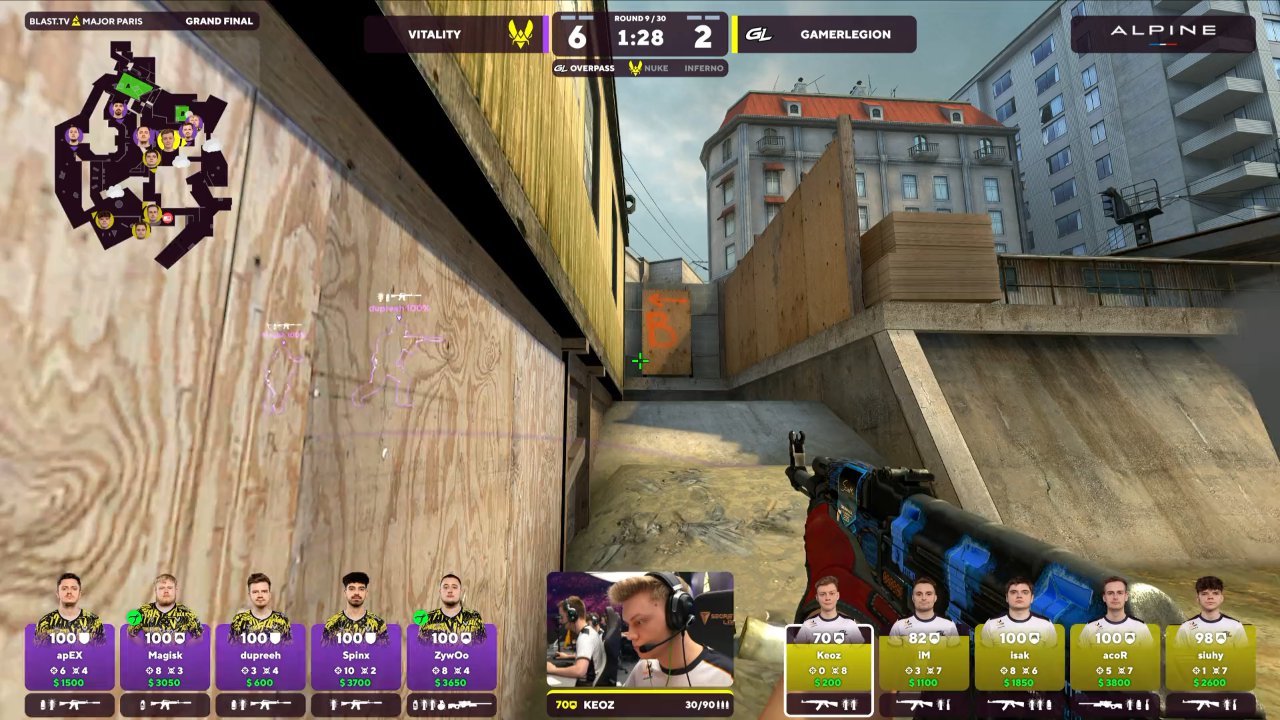 BLAST.TV MAJOR PARIS GRAND FINAL
VITALITY 6 ROUND 9 / 30 1:28 2 GL GAMERLEGION ALPINE
GL OVERPASS NUKE INFERNO
A
dupreeh 100%
B
100 100 100 100 100 70 82 100 100 98
apEX Magisk dupreeh Spinx ZywOo Keoz iM isak acoR siuhy
6 4 8 3 3 4 10 2 8 4 0 8 3 7 8 6 5 7 1 7
$1500 $3050 $600 $3700 $3650 $200 $1100 $1850 $3800 $2600
70 KEOZ 30/90